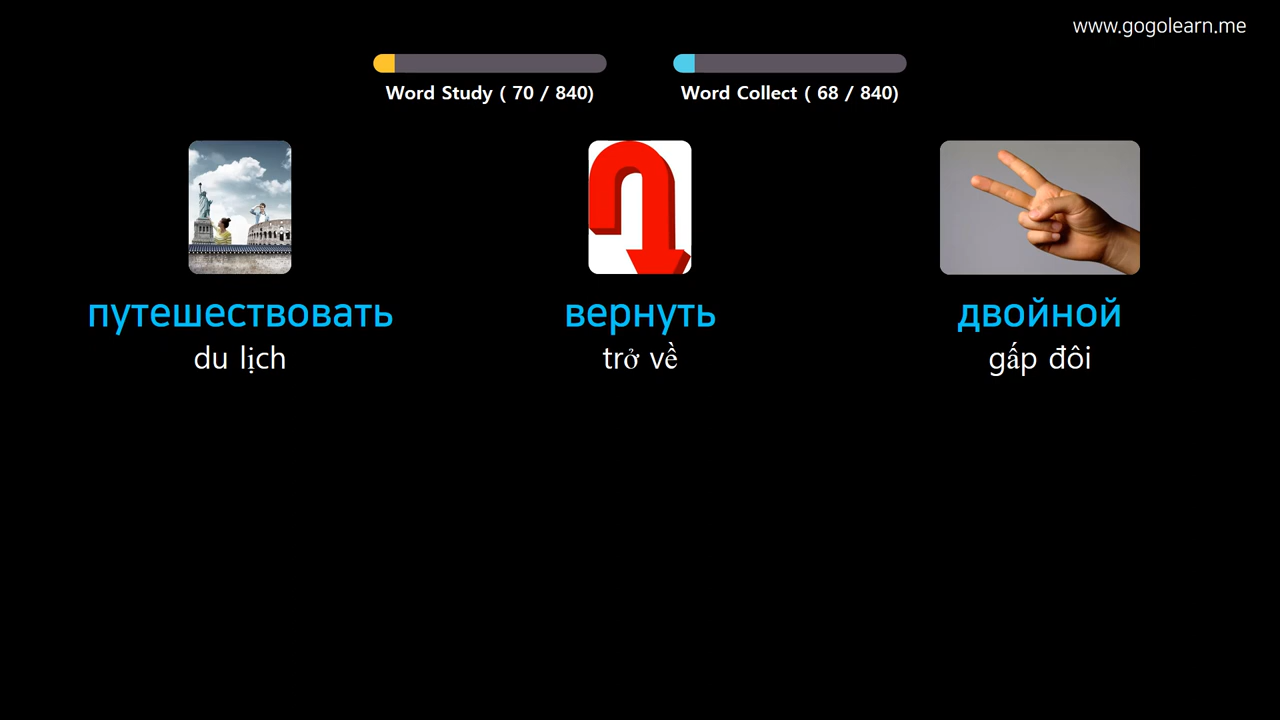 www.gogolearn.me
Word Study ( 70 / 840)
Word Collect ( 68 / 840)
путешествовать
du lịch
вернуть
trở về
двойной
gấp đôi